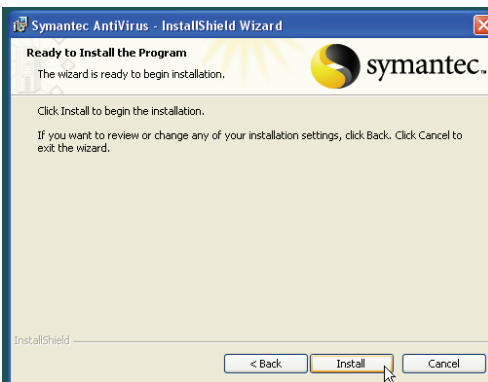 Symantec AntiVirus - InstallShield Wizard
Ready to Install the Program
The wizard is ready to begin installation.
symantec.
Click Install to begin the installation.
If you want to review or change any of your installation settings, click Back. Click Cancel to
exit the wizard.
InstallShield
< Back Install Cancel